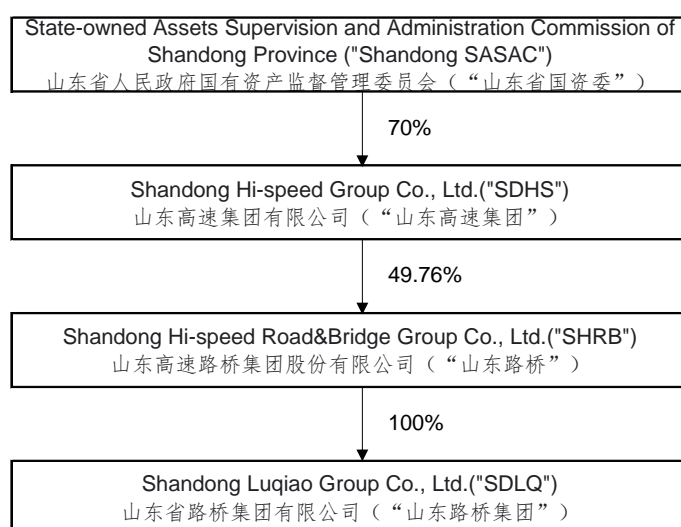 State-owned Assets Supervision and Administration Commission of
Shandong Province ("Shandong SASAC")
山东省人民政府国有资产监督管理委员会（“山东省国资委”）
70%
Shandong Hi-speed Group Co., Ltd.("SDHS")
山东高速集团有限公司（“山东高速集团”）
49.76%
Shandong Hi-speed Road&Bridge Group Co., Ltd.("SHRB")
山东高速路桥集团股份有限公司（“山东路桥”）
100%
Shandong Luqiao Group Co., Ltd.("SDLQ")
山东省路桥集团有限公司（“山东路桥集团”）